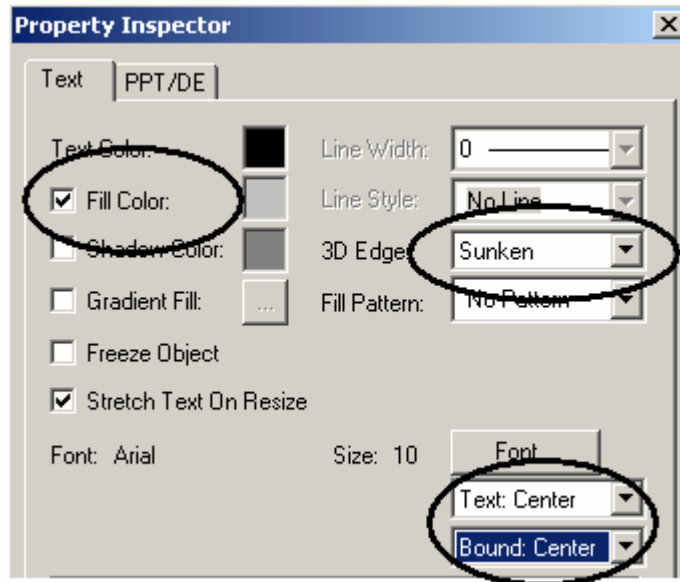 Property Inspector
Text PPT/DE
Text Color: Line Width: 0
Fill Color: Line Style: No Line
Shadow Color: 3D Edge: Sunken
Gradient Fill: ... Fill Pattern: No Pattern
Freeze Object
Stretch Text On Resize
Font: Arial Size: 10 Font
Text: Center
Bound: Center